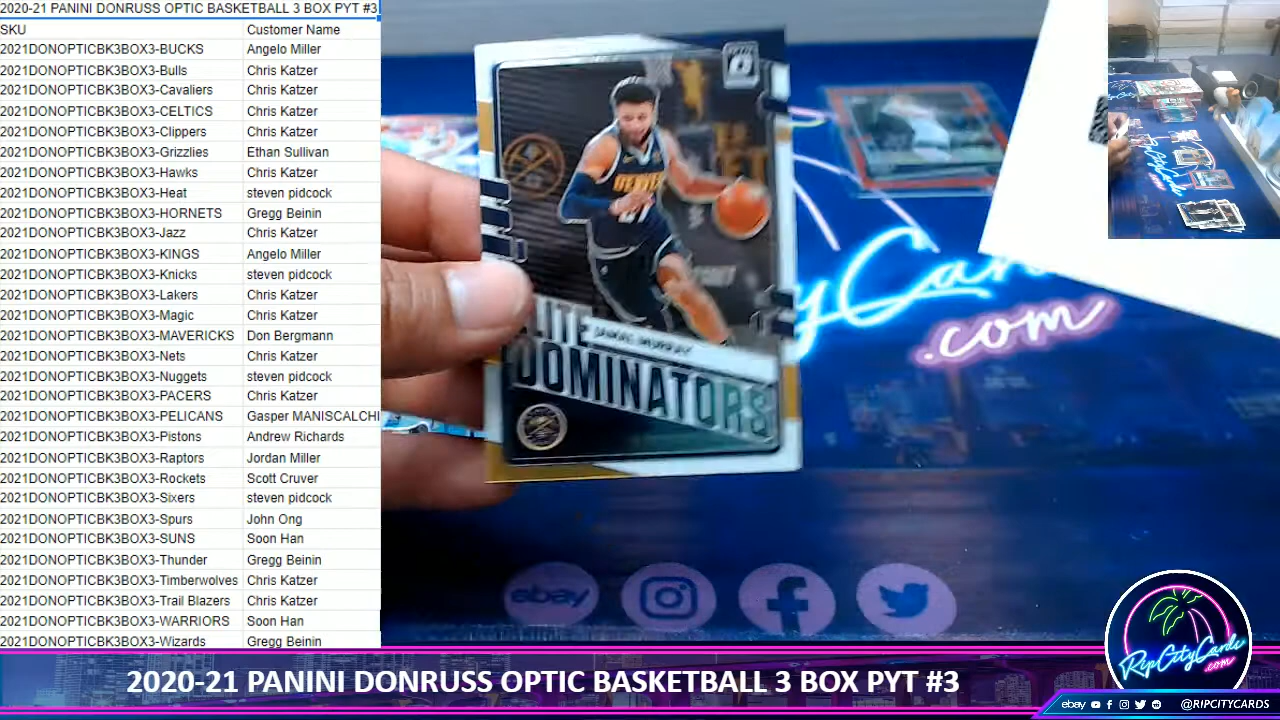 2020-21 PANINI DONRUSS OPTIC BASKETBALL 3 BOX PYT #3
SKU Customer Name
2021DONOPTICBK3BOX3-BUCKS Angelo Miller
2021DONOPTICBK3BOX3-Bulls Chris Katzer
2021DONOPTICBK3BOX3-Cavaliers Chris Katzer
2021DONOPTICBK3BOX3-CELTICS Chris Katzer
2021DONOPTICBK3BOX3-Clippers Chris Katzer
2021DONOPTICBK3BOX3-Grizzlies Ethan Sullivan
2021DONOPTICBK3BOX3-Hawks Chris Katzer
2021DONOPTICBK3BOX3-Heat steven pidcock
2021DONOPTICBK3BOX3-HORNETS Gregg Beinin
2021DONOPTICBK3BOX3-Jazz Chris Katzer
2021DONOPTICBK3BOX3-KINGS Angelo Miller
2021DONOPTICBK3BOX3-Knicks steven pidcock
2021DONOPTICBK3BOX3-Lakers Chris Katzer
2021DONOPTICBK3BOX3-Magic Chris Katzer
2021DONOPTICBK3BOX3-MAVERICKS Don Bergmann
2021DONOPTICBK3BOX3-Nets Chris Katzer
2021DONOPTICBK3BOX3-Nuggets steven pidcock
2021DONOPTICBK3BOX3-PACERS Chris Katzer
2021DONOPTICBK3BOX3-PELICANS Gasper MANISCALCHI
2021DONOPTICBK3BOX3-Pistons Andrew Richards
2021DONOPTICBK3BOX3-Raptors Jordan Miller
2021DONOPTICBK3BOX3-Rockets Scott Cruver
2021DONOPTICBK3BOX3-Sixers steven pidcock
2021DONOPTICBK3BOX3-Spurs John Ong
2021DONOPTICBK3BOX3-SUNS Soon Han
2021DONOPTICBK3BOX3-Thunder Gregg Beinin
2021DONOPTICBK3BOX3-Timberwolves Chris Katzer
2021DONOPTICBK3BOX3-Trail Blazers Chris Katzer
2021DONOPTICBK3BOX3-WARRIORS Soon Han
2021DONOPTICBK3BOX3-Wizards Gregg Beinin
JAMAL MURRAY
DOMINATORS
.com
ebay
RipCityCards
.com
2020-21 PANINI DONRUSS OPTIC BASKETBALL 3 BOX PYT #3
ebay @RIPCITYCARDS